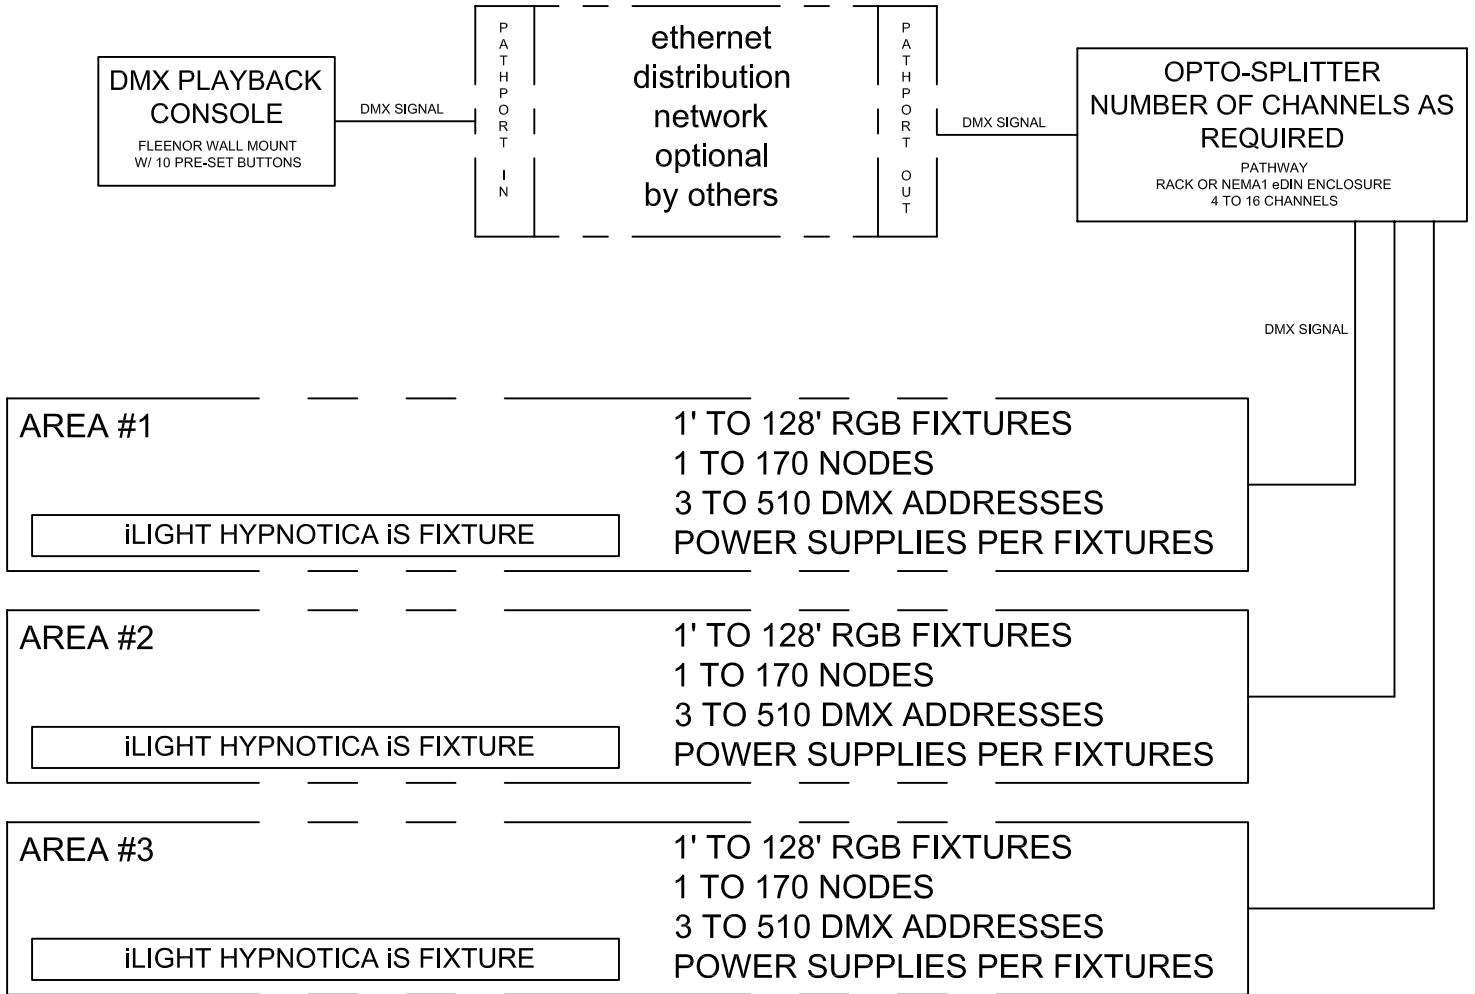 DMX PLAYBACK
CONSOLE
FLEENOR WALL MOUNT
W/ 10 PRE-SET BUTTONS
DMX SIGNAL
PATHPORT IN
ethernet
distribution
network
optional
by others
PATHPORT OUT
DMX SIGNAL
OPTO-SPLITTER
NUMBER OF CHANNELS AS
REQUIRED
PATHWAY
RACK OR NEMA1 eDIN ENCLOSURE
4 TO 16 CHANNELS
DMX SIGNAL
AREA #1
iLIGHT HYPNOTICA iS FIXTURE
1' TO 128' RGB FIXTURES
1 TO 170 NODES
3 TO 510 DMX ADDRESSES
POWER SUPPLIES PER FIXTURES
AREA #2
iLIGHT HYPNOTICA iS FIXTURE
1' TO 128' RGB FIXTURES
1 TO 170 NODES
3 TO 510 DMX ADDRESSES
POWER SUPPLIES PER FIXTURES
AREA #3
iLIGHT HYPNOTICA iS FIXTURE
1' TO 128' RGB FIXTURES
1 TO 170 NODES
3 TO 510 DMX ADDRESSES
POWER SUPPLIES PER FIXTURES